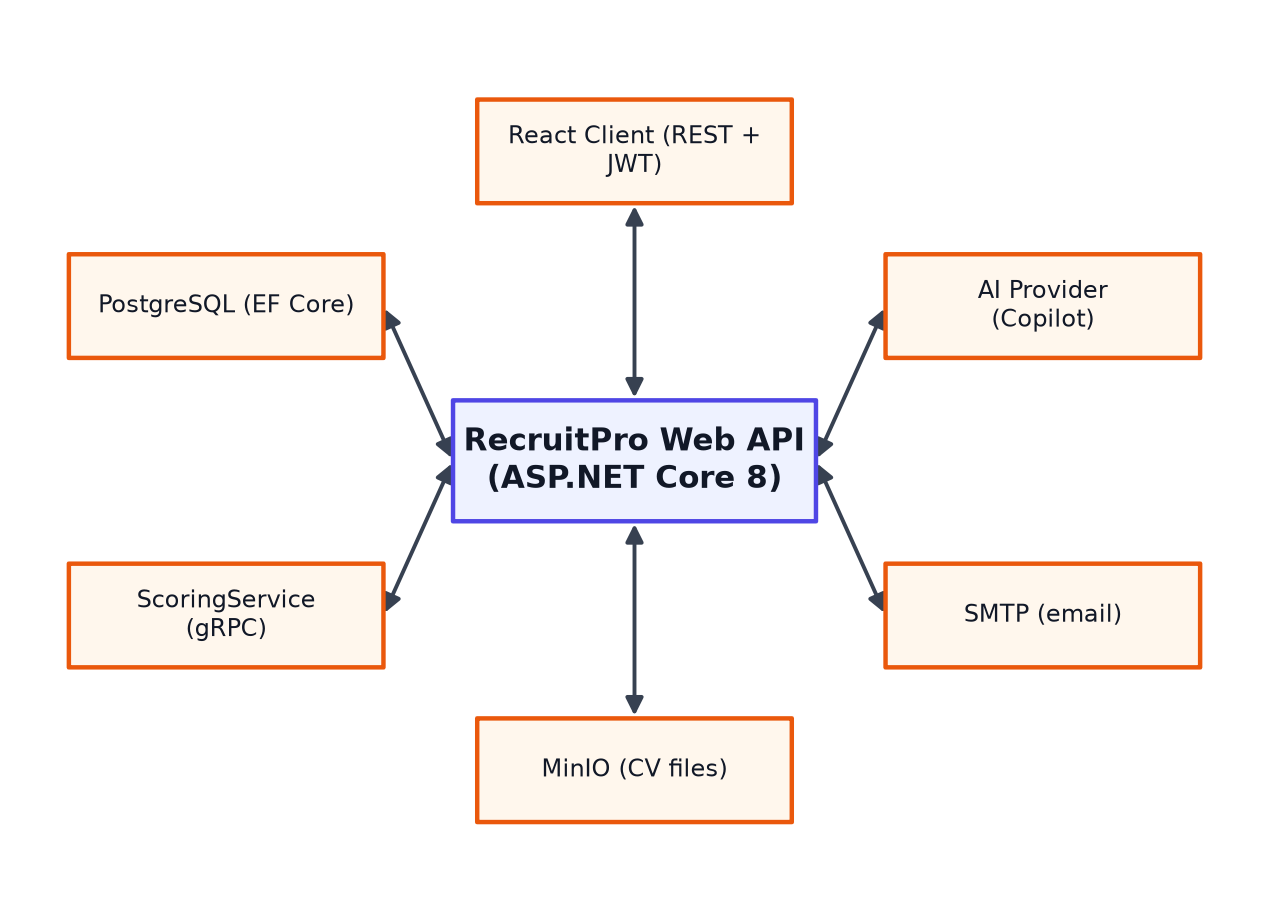 React Client (REST +
JWT)
PostgreSQL (EF Core)
AI Provider
(Copilot)
RecruitPro Web API
(ASP.NET Core 8)
ScoringService
(gRPC)
SMTP (email)
MinIO (CV files)